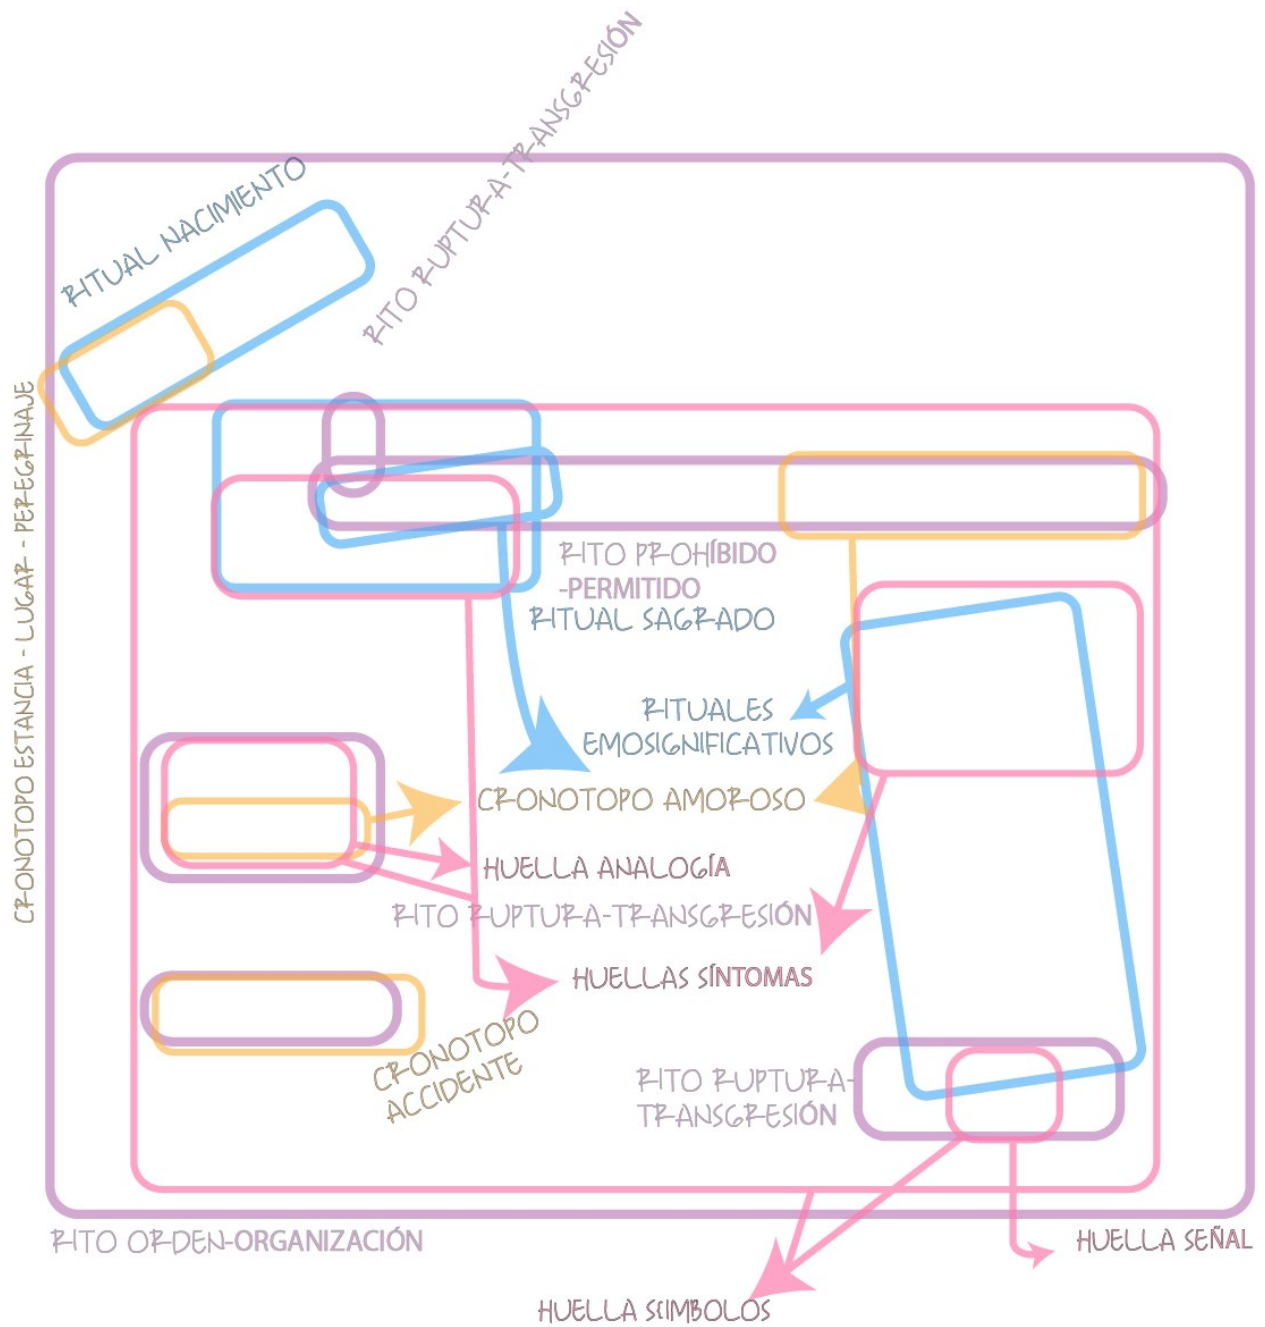 RITO RUPTURA-TRANSGRESIÓN
RITUAL NACIMIENTO
CRONOTOPO ESTANCIA - LUGAR - PEREGRINAJE
RITO PROHÍBIDO
-PERMITIDO
RITUAL SAGRADO
RITUALES
EMOSIGNIFICATIVOS
CRONOTOPO AMOROSO
HUELLA ANALOGÍA
RITO RUPTURA-TRANSGRESIÓN
HUELLAS SÍNTOMAS
CRONOTOPO
ACCIDENTE
RITO RUPTURA-
TRANSGRESIÓN
RITO ORDEN-ORGANIZACIÓN
HUELLA SEÑAL
HUELLA S´IMBOLOS